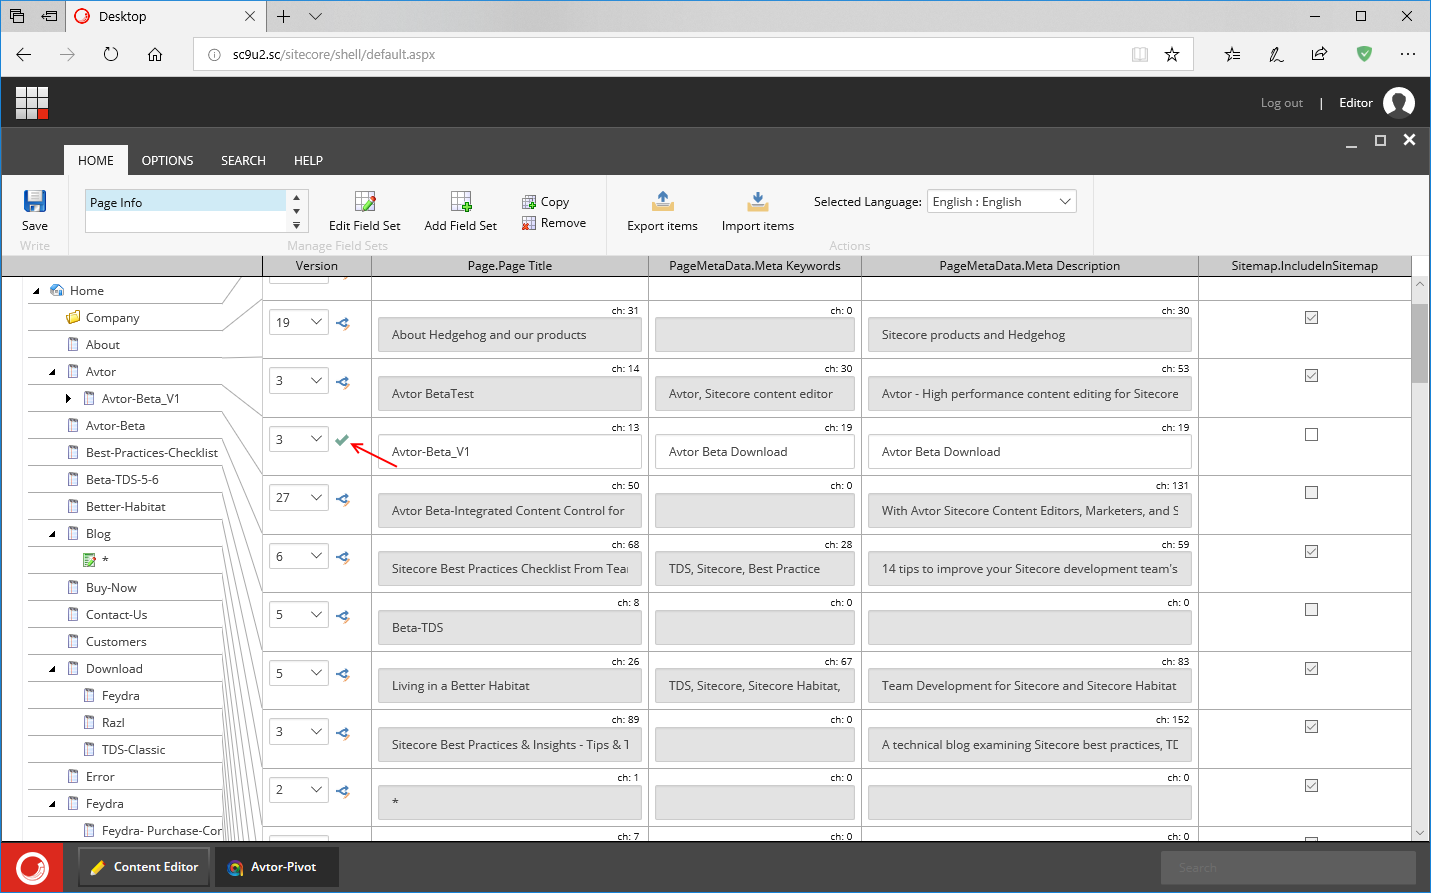 Desktop
sc9u2.sc/sitecore/shell/default.aspx
Log out | Editor
HOME OPTIONS SEARCH HELP
Save
Write
Page Info
Edit Field Set
Add Field Set
Copy
Remove
Manage Field Sets
Export items
Import items
Selected Language: English : English
Actions
Version Page.Page Title PageMetaData.Meta Keywords PageMetaData.Meta Description Sitemap.IncludeInSitemap
Home
Company
About
Avtor
Avtor-Beta_V1
Avtor-Beta
Best-Practices-Checklist
Beta-TDS-5-6
Better-Habitat
Blog
*
Buy-Now
Contact-Us
Customers
Download
Feydra
Razl
TDS-Classic
Error
Feydra
Feydra- Purchase-Cor
ch: 31 ch: 0 ch: 30
19 About Hedgehog and our products Sitecore products and Hedgehog
ch: 14 ch: 30 ch: 53
3 Avtor BetaTest Avtor, Sitecore content editor Avtor - High performance content editing for Sitecore
ch: 13 ch: 19 ch: 19
3 Avtor-Beta_V1 Avtor Beta Download Avtor Beta Download
ch: 50 ch: 0 ch: 131
27 Avtor Beta-Integrated Content Control for With Avtor Sitecore Content Editors, Marketers, and S
ch: 68 ch: 28 ch: 59
6 Sitecore Best Practices Checklist From Tear TDS, Sitecore, Best Practice 14 tips to improve your Sitecore development team's
ch: 8 ch: 0 ch: 0
5 Beta-TDS
ch: 26 ch: 67 ch: 83
5 Living in a Better Habitat TDS, Sitecore, Sitecore Habitat, Team Development for Sitecore and Sitecore Habitat
ch: 89 ch: 0 ch: 152
3 Sitecore Best Practices & Insights - Tips & T A technical blog examining Sitecore best practices, TD
ch: 1 ch: 0 ch: 0
2 *
ch: 7 ch: 0 ch: 0
Content Editor
Avtor-Pivot
Search